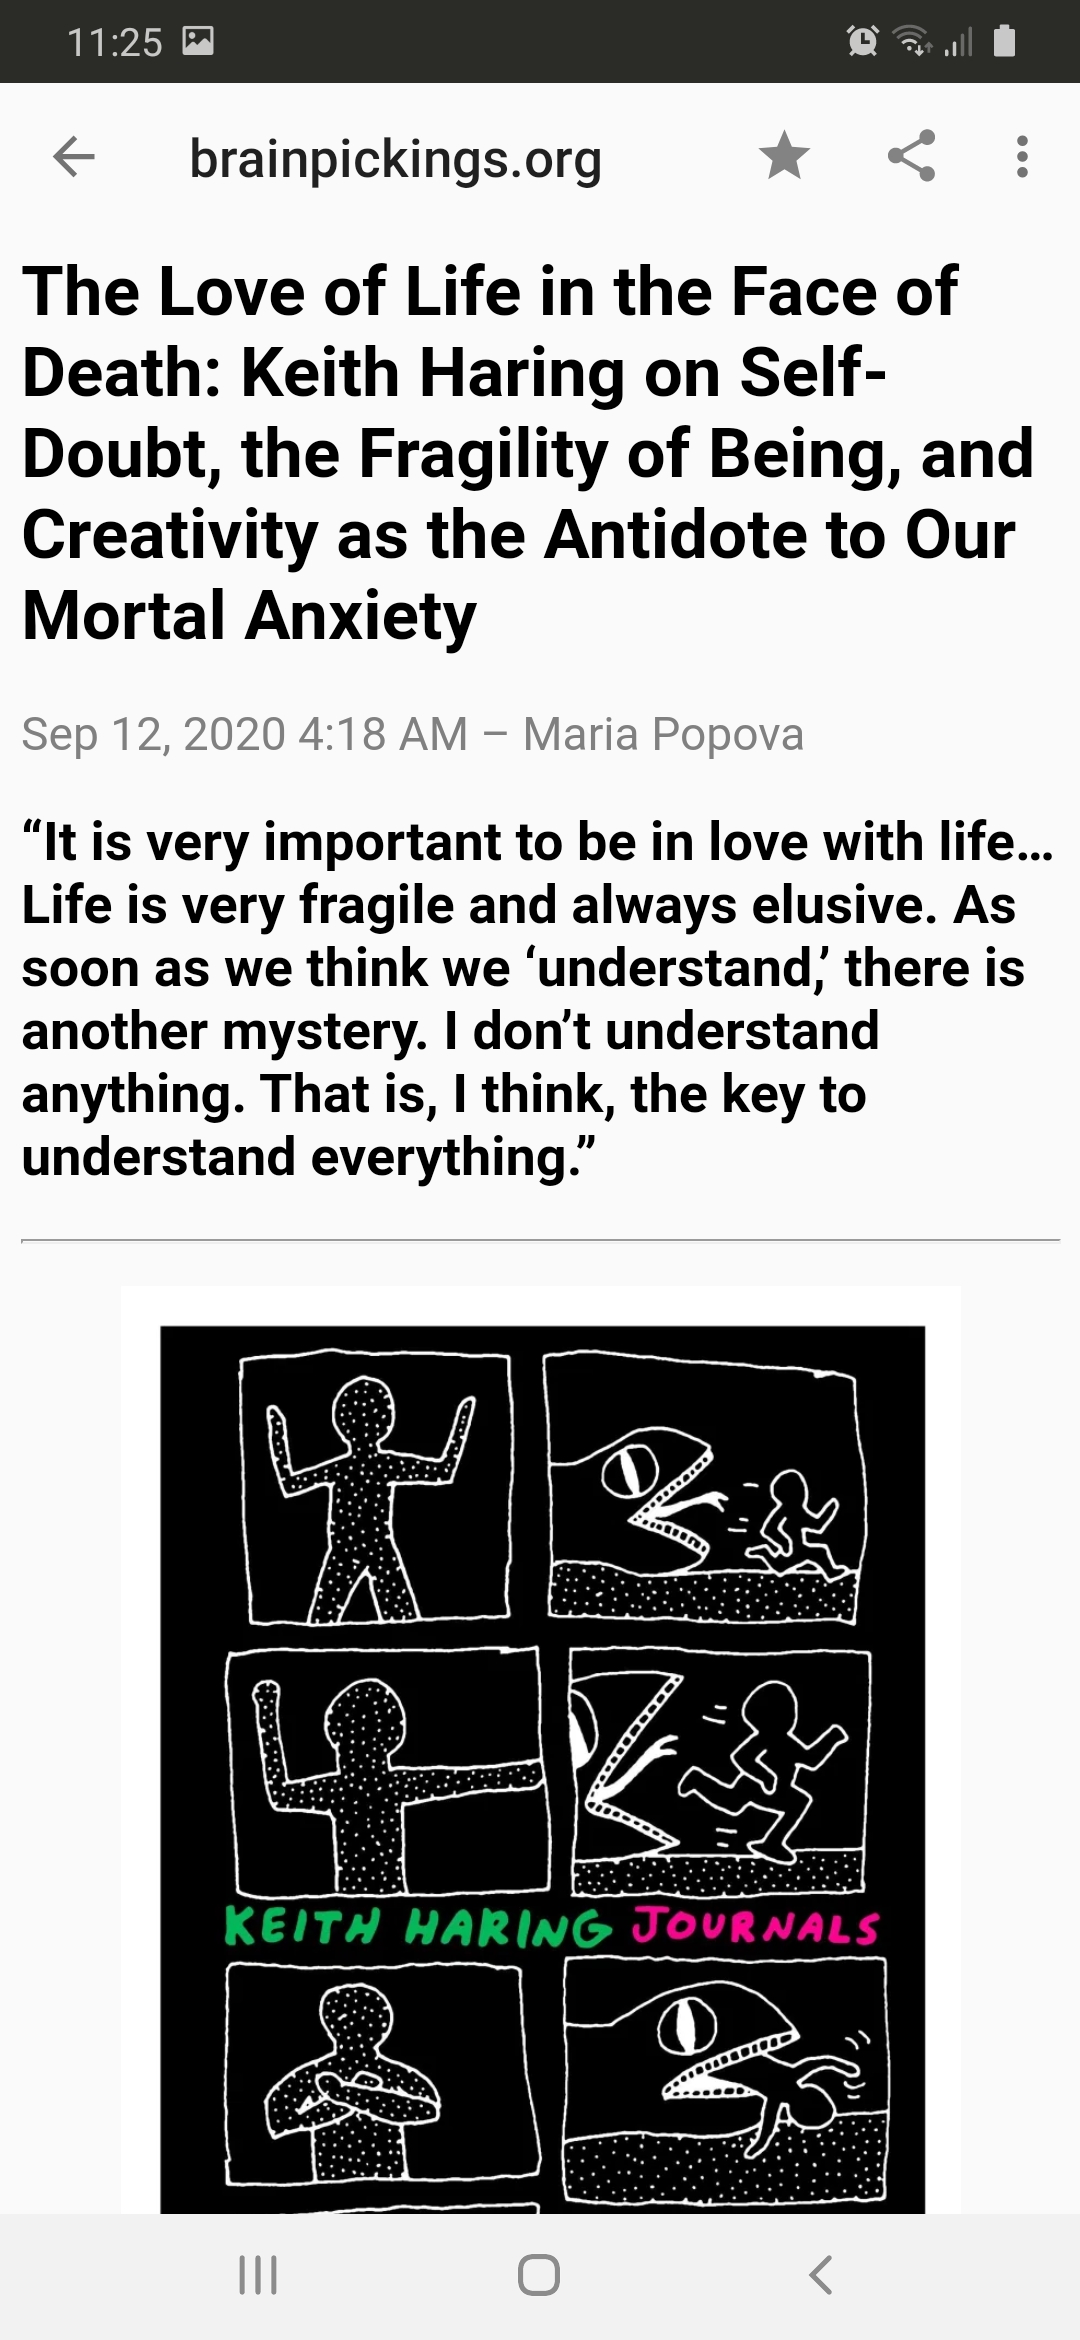 11:25
brainpickings.org
The Love of Life in the Face of
Death: Keith Haring on Self-
Doubt, the Fragility of Being, and
Creativity as the Antidote to Our
Mortal Anxiety
Sep 12, 2020 4:18 AM – Maria Popova
“It is very important to be in love with life…
Life is very fragile and always elusive. As
soon as we think we ‘understand,’ there is
another mystery. I don’t understand
anything. That is, I think, the key to
understand everything.”
KEITH HARING JOURNALS